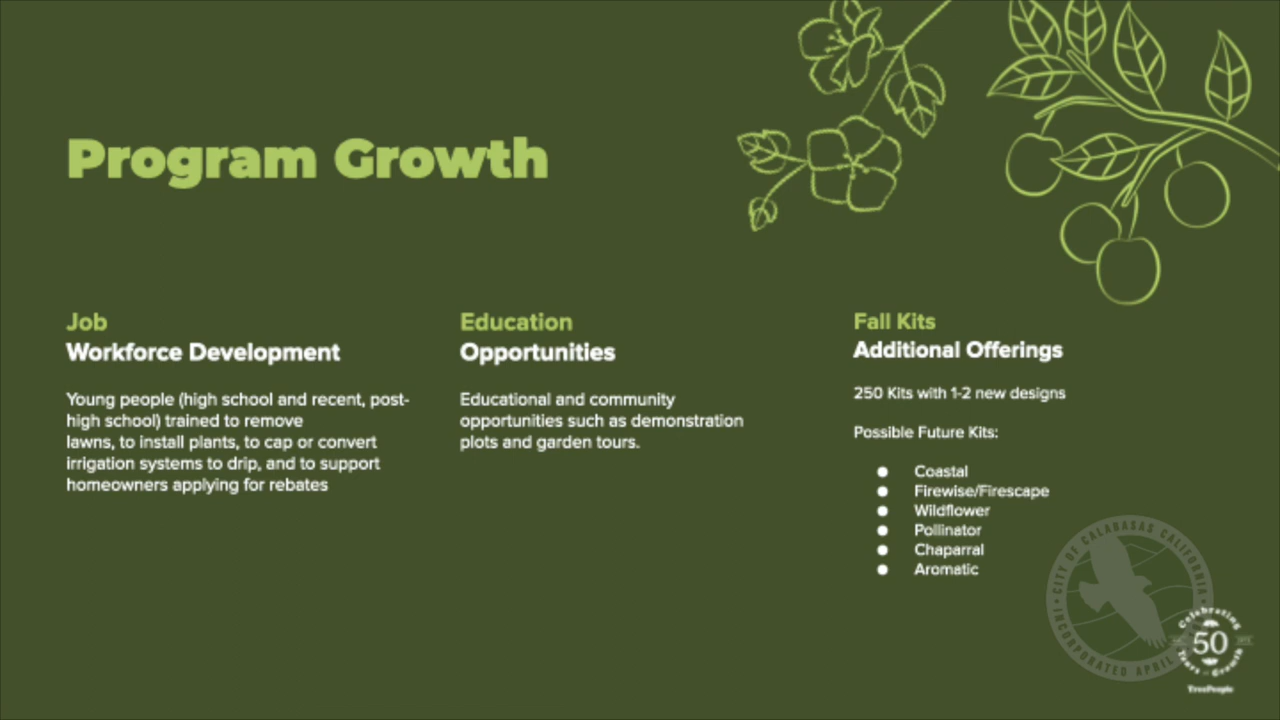 Program Growth
Job
Workforce Development
Young people (high school and recent, post-
high school) trained to remove
lawns, to install plants, to cap or convert
irrigation systems to drip, and to support
homeowners applying for rebates
Education
Opportunities
Educational and community
opportunities such as demonstration
plots and garden tours.
Fall Kits
Additional Offerings
250 Kits with 1-2 new designs
Possible Future Kits:
● Coastal
● Firewise/Firescape
● Wildflower
● Pollinator
● Chaparral
● Aromatic
CITY OF CALABASAS CALIFORNIA
INCORPORATED APRIL
Celebrating
50
Years of Growth
TreePeople